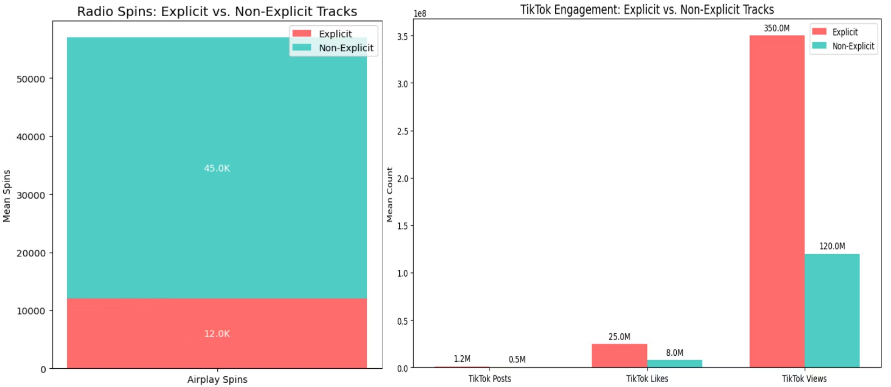 Radio Spins: Explicit vs. Non-Explicit Tracks
Explicit
Non-Explicit
50000
40000
30000
20000
10000
0
Mean Spins
45.0K
12.0K
Airplay Spins
TikTok Engagement: Explicit vs. Non-Explicit Tracks
1e8
Explicit
Non-Explicit
3.5
3.0
2.5
2.0
1.5
1.0
0.5
0.0
Mean Count
1.2M
0.5M
25.0M
8.0M
350.0M
120.0M
TikTok Posts
TikTok Likes
TikTok Views